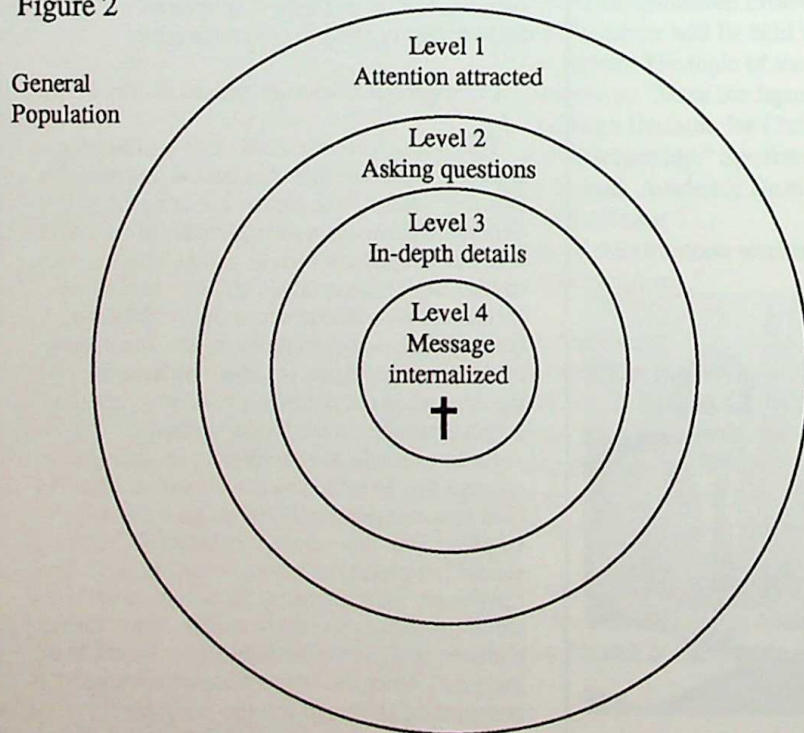 Figure 2
General
Population
Level 1
Attention attracted
Level 2
Asking questions
Level 3
In-depth details
Level 4
Message
internalized